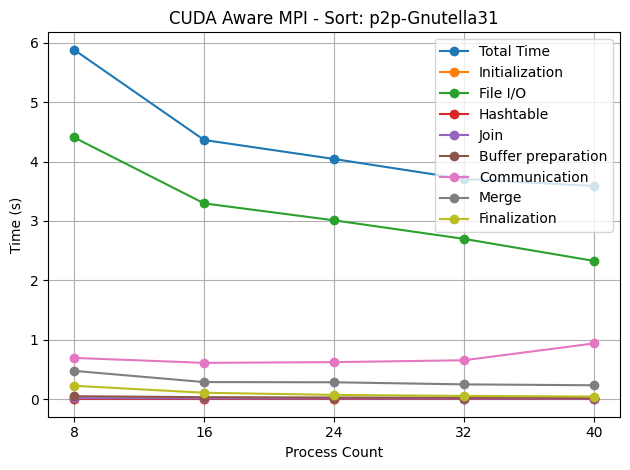 CUDA Aware MPI - Sort: p2p-Gnutella31
Time (s)
6
5
4
3
2
1
0
Total Time
Initialization
File I/O
Hashtable
Join
Buffer preparation
Communication
Merge
Finalization
8 16 24 32 40
Process Count